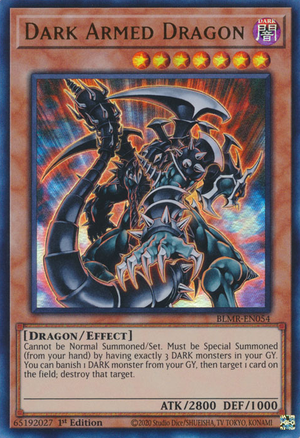 DARK ARMED DRAGON
DARK
闇
BLMR-EN054
[DRAGON/EFFECT]
Cannot be Normal Summoned/Set. Must be Special Summoned
(from your hand) by having exactly 3 DARK monsters in your GY.
You can banish 1 DARK monster from your GY, then target 1 card on
the field; destroy that target.
ATK/2800 DEF/1000
65192027 1st Edition ©2020 Studio Dice/SHUEISHA, TV TOKYO, KONAMI